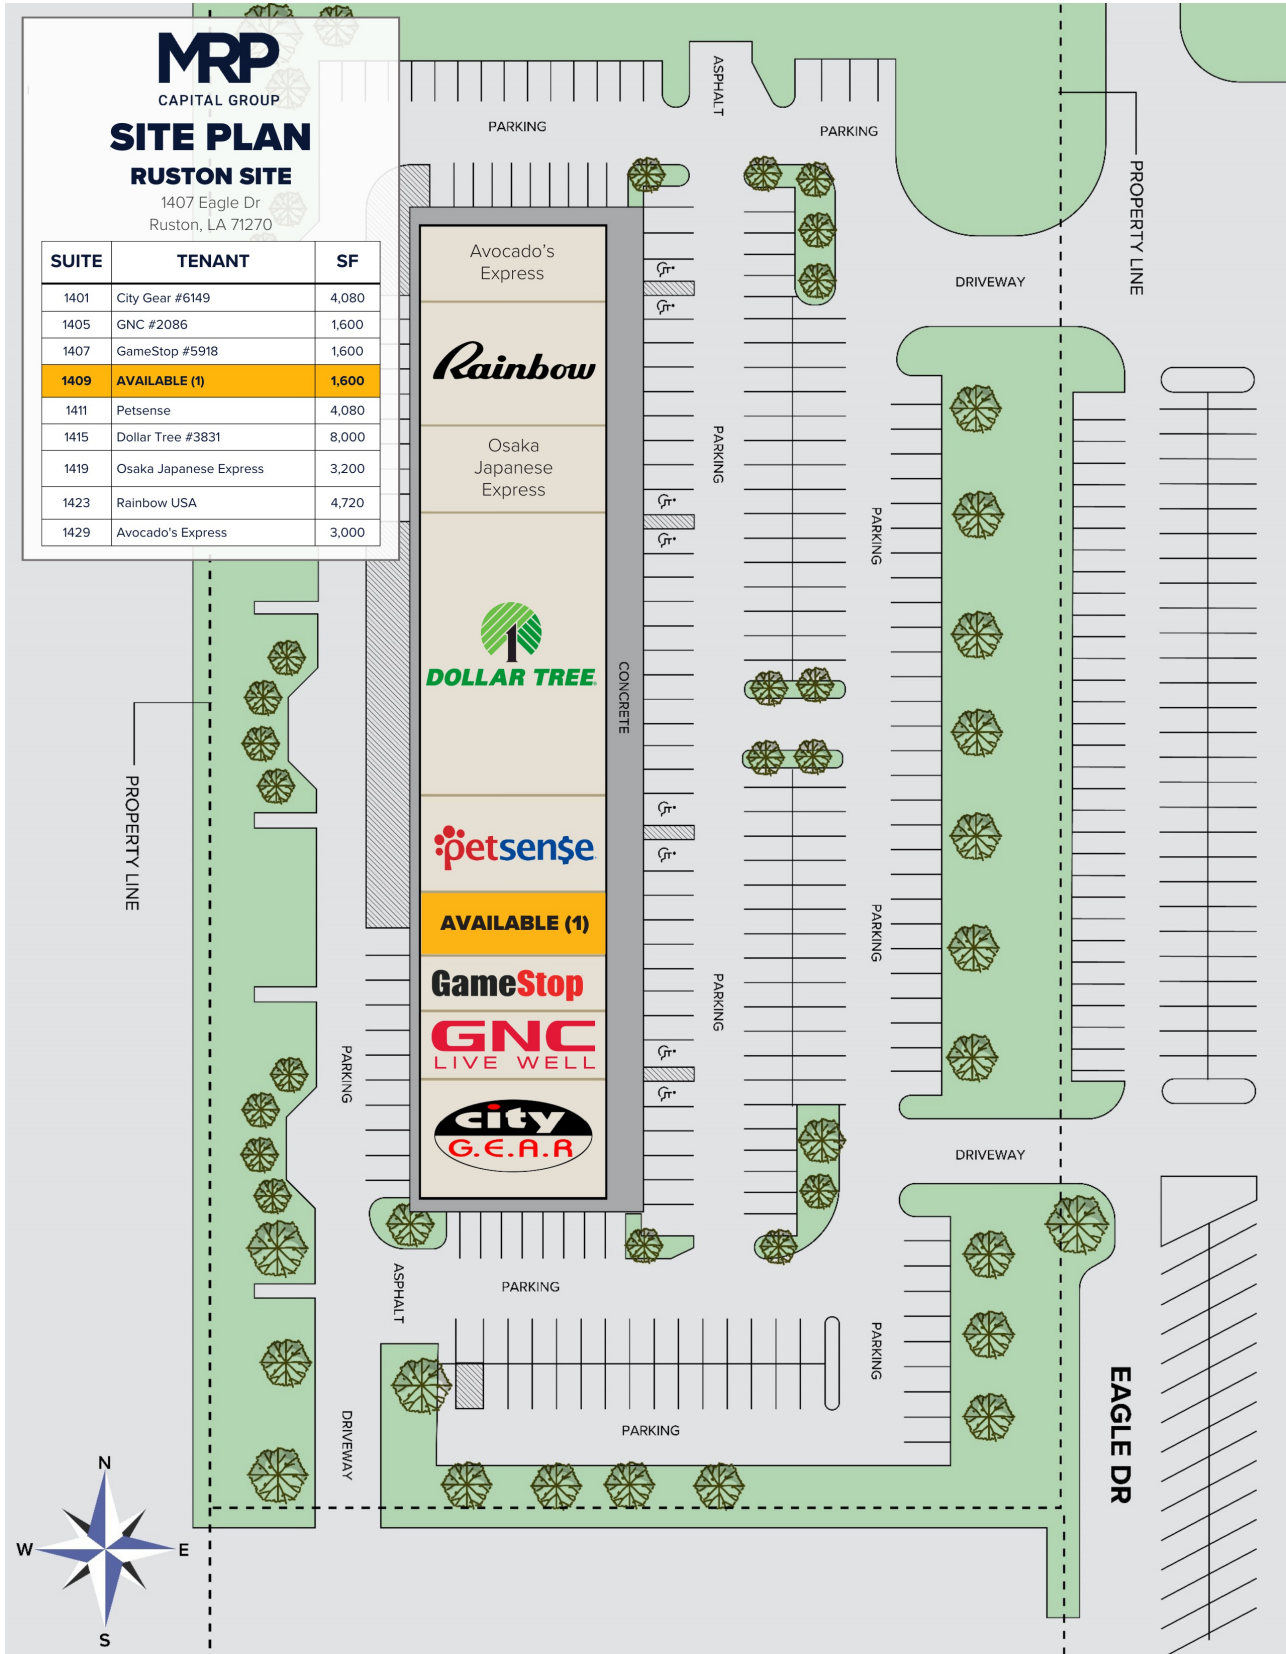 MRP
CAPITAL GROUP
SITE PLAN
RUSTON SITE
1407 Eagle Dr
Ruston, LA 71270
SUITE TENANT SF
1401 City Gear #6149 4,080
1405 GNC #2086 1,600
1407 GameStop #5918 1,600
1409 AVAILABLE (1) 1,600
1411 Petsense 4,080
1415 Dollar Tree #3831 8,000
1419 Osaka Japanese Express 3,200
1423 Rainbow USA 4,720
1429 Avocado's Express 3,000
PARKING
ASPHALT
PARKING
PROPERTY LINE
DRIVEWAY
Avocado's
Express
Rainbow
Osaka
Japanese
Express
PARKING
PARKING
DOLLAR TREE
CONCRETE
PROPERTY LINE
petsen$e
AVAILABLE (1)
PARKING
GameStop
PARKING
GNC
LIVE WELL
PARKING
city
G.E.A.R
DRIVEWAY
ASPHALT
PARKING
PARKING
EAGLE DR
DRIVEWAY
PARKING
N
W
E
S